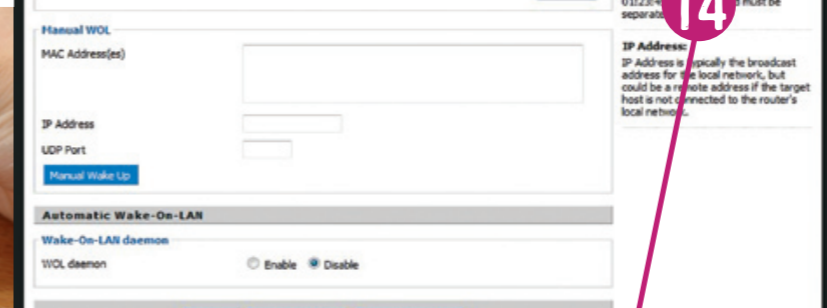 Manual WOL
MAC Address(es)
IP Address
UDP Port
Manual Wake Up
Automatic Wake-On-LAN
Wake-On-LAN daemon
WOL daemon Enable Disable
14
must be
IP Address:
IP Address is typically the broadcast
address for the local network, but
could be a remote address if the target
host is not connected to the router's
local network.